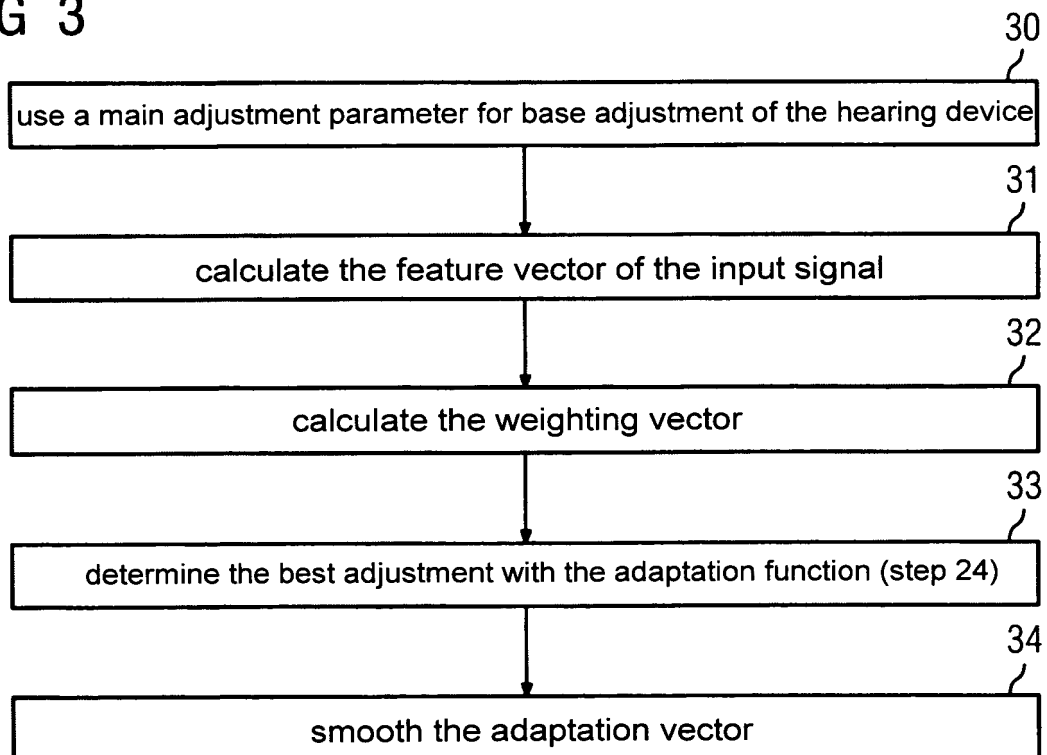 G 3
30
use a main adjustment parameter for base adjustment of the hearing device
31
calculate the feature vector of the input signal
32
calculate the weighting vector
33
determine the best adjustment with the adaptation function (step 24)
34
smooth the adaptation vector